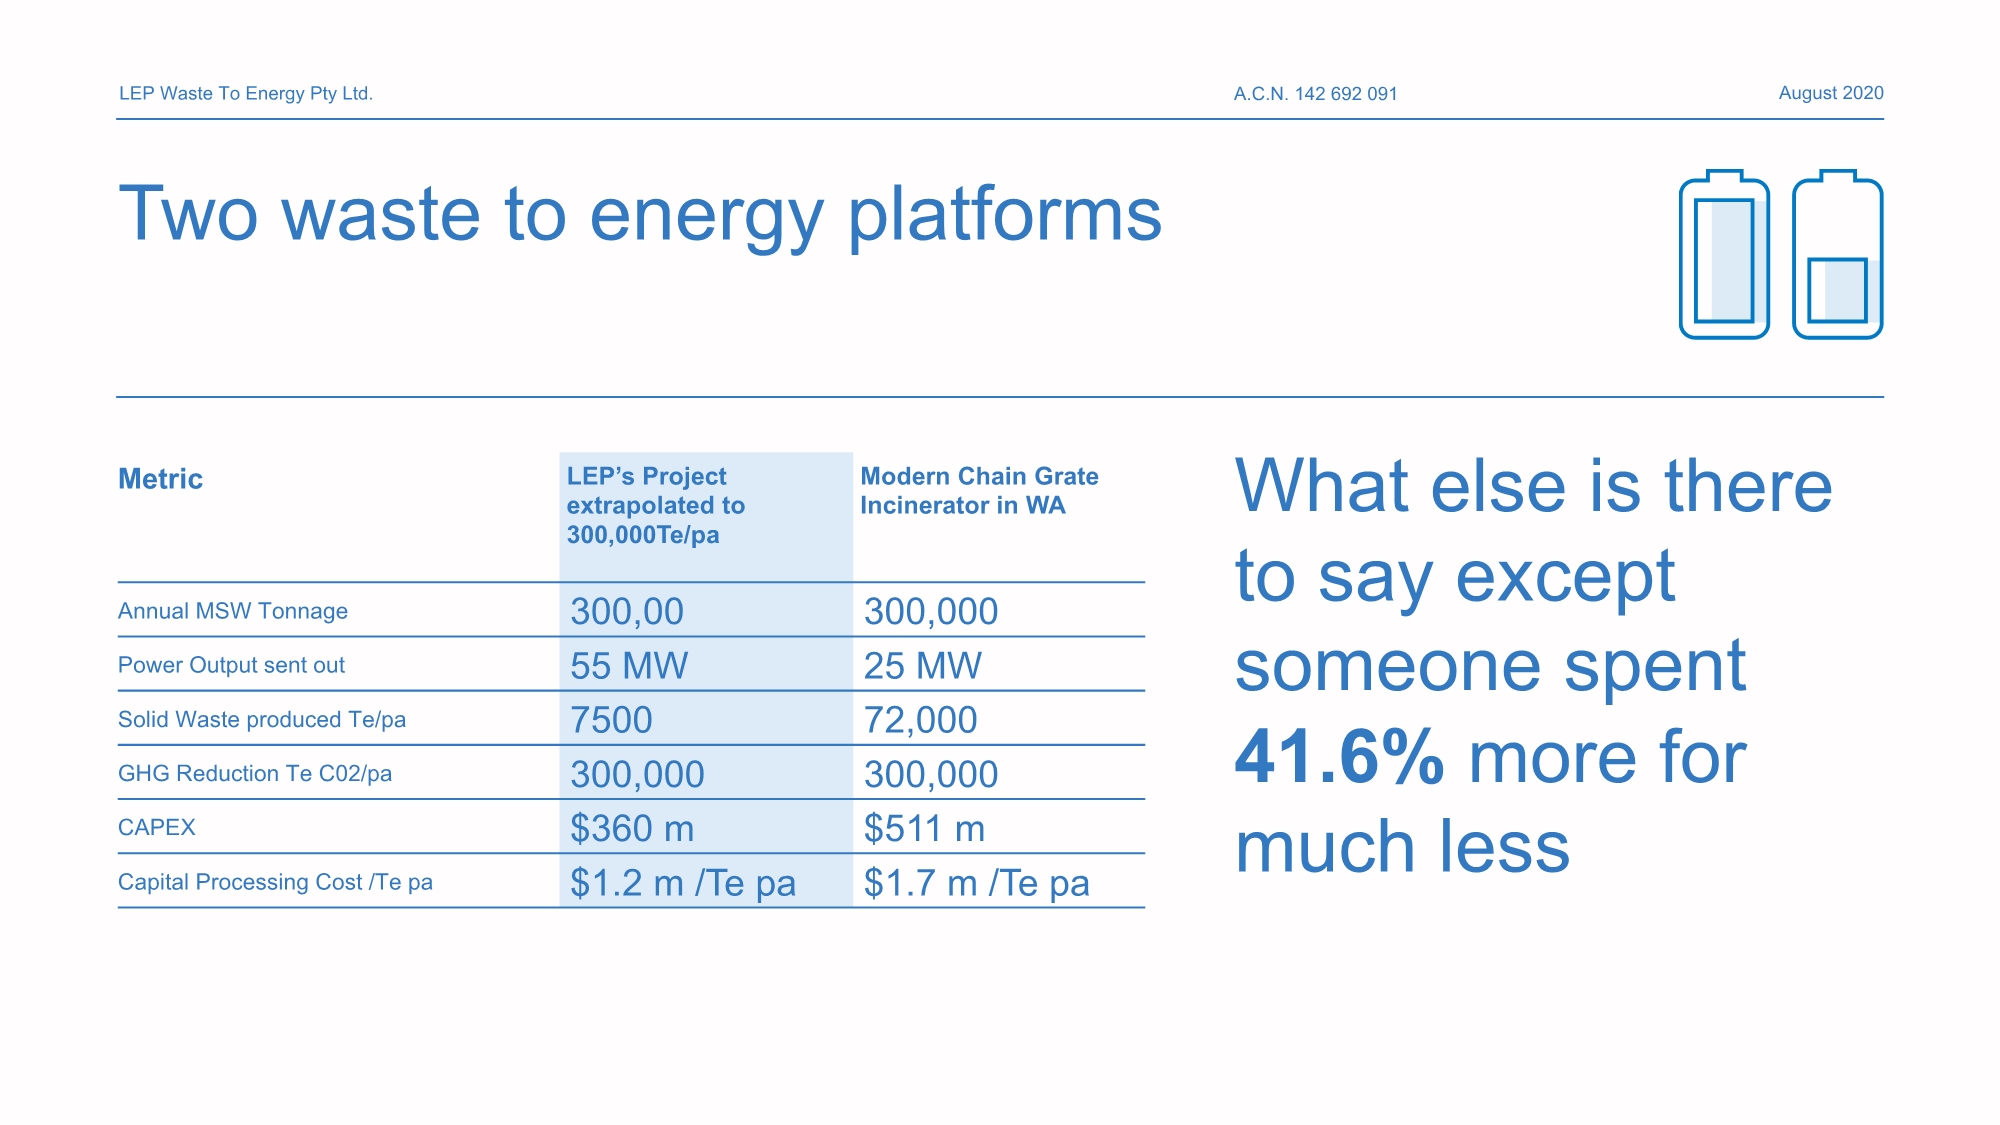 LEP Waste To Energy Pty Ltd. A.C.N. 142 692 091 August 2020
Two waste to energy platforms
Metric
LEP’s Project
extrapolated to
300,000Te/pa
Modern Chain Grate
Incinerator in WA
Annual MSW Tonnage 300,00 300,000
Power Output sent out 55 MW 25 MW
Solid Waste produced Te/pa 7500 72,000
GHG Reduction Te C02/pa 300,000 300,000
CAPEX $360 m $511 m
Capital Processing Cost /Te pa $1.2 m /Te pa $1.7 m /Te pa
What else is there
to say except
someone spent
41.6% more for
much less